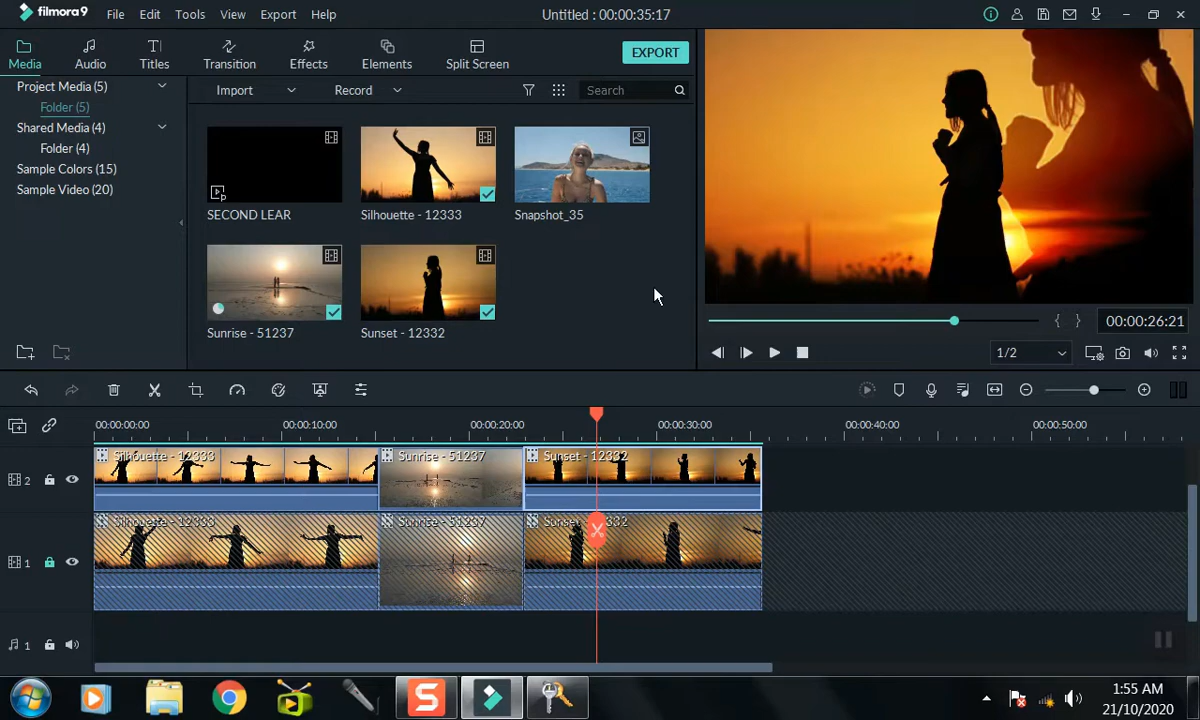 filmora9 File Edit Tools View Export Help Untitled : 00:00:35:17
Media Audio Titles Transition Effects Elements Split Screen EXPORT
Project Media (5)
Folder (5)
Shared Media (4)
Folder (4)
Sample Colors (15)
Sample Video (20)
Import Record Search
SECOND LEAR Silhouette - 12333 Snapshot_35
Sunrise - 51237 Sunset - 12332
00:00:26:21
1/2
00:00:00:00 00:00:10:00 00:00:20:00 00:00:30:00 00:00:40:00 00:00:50:00
Silhouette - 12333 Sunrise - 51237 Sunset - 12332
2
Silhouette - 12333 Sunrise - 51237
1
1
S
1:55 AM
21/10/2020